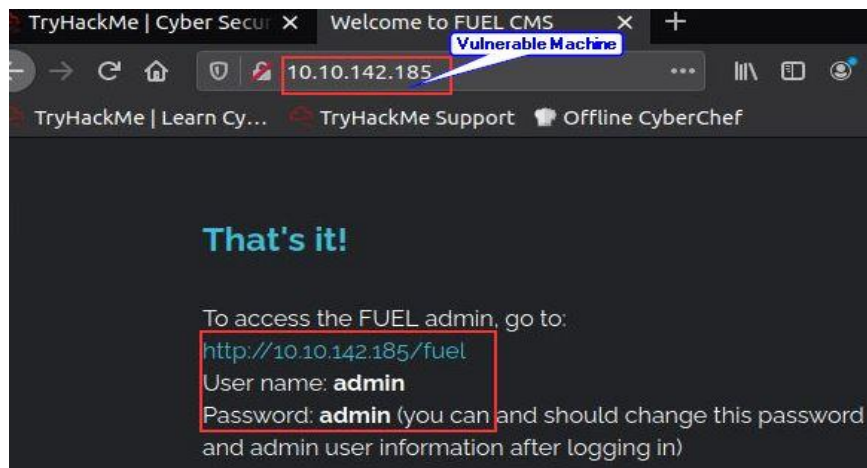 TryHackMe | Cyber Secur
Welcome to FUEL CMS
Vulnerable Machine
10.10.142.185
TryHackMe | Learn Cy...
TryHackMe Support
Offline CyberChef
That's it!
To access the FUEL admin, go to:
http://10.10.142.185/fuel
User name: admin
Password: admin (you can and should change this password
and admin user information after logging in)